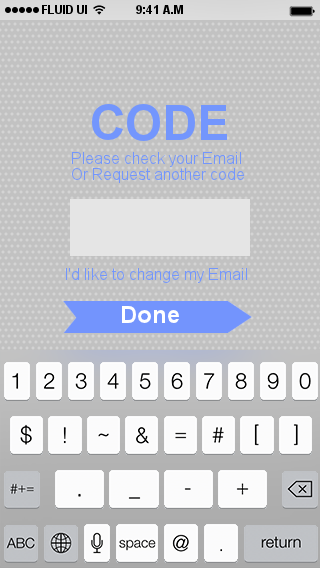 FLUID UI 9:41 A.M
CODE
Please check your Email
Or Request another code
I'd like to change my Email
Done
1 2 3 4 5 6 7 8 9 0
$ ! ~ & = # [ ]
#+= . _ - +
ABC space @ . return